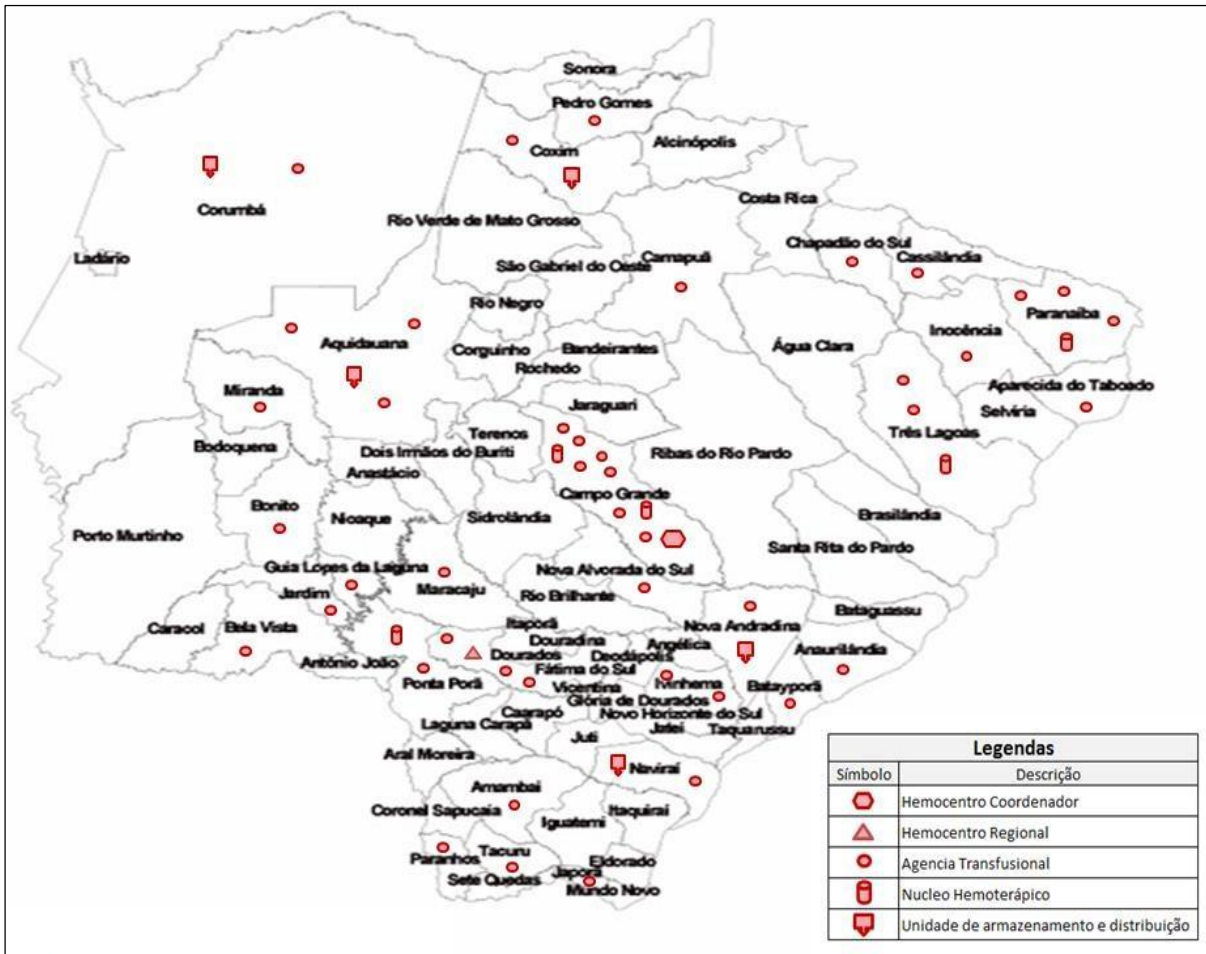 Sonora
Pedro Gomes
Alcinópolis
Coxim
Costa Rica
Corumbá
Rio Verde de Mato Grosso
Chapadão do Sul
Camapuã
Cassilândia
Ladário
São Gabriel do Oeste
Rio Negro
Paranaíba
Inocência
Aquidauana
Água Clara
Corguinho
Bandeirantes
Rochedo
Aparecida do Taboado
Miranda
Selvíria
Jaraguari
Três Lagoas
Terenos
Bodoquena
Dois Irmãos do Buriti
Ribas do Rio Pardo
Anastácio
Campo Grande
Bonito
Nioaque
Sidrolândia
Brasilândia
Porto Murtinho
Santa Rita do Pardo
Guia Lopes da Laguna
Nova Alvorada do Sul
Maracaju
Jardim
Rio Brilhante
Itaporã
Bataguassu
Caracol
Bela Vista
Nova Andradina
Douradina
Angélica
Anaurilândia
Dourados
Deodápolis
Antônio João
Fátima do Sul
Ponta Porã
Ivinhema
Vicentina
Batayporã
Glória de Dourados
Caarapó
Novo Horizonte do Sul
Laguna Carapã
Jateí
Taquarussu
Juti
Aral Moreira
Naviraí
Amambai
Coronel Sapucaia
Itaquiraí
Iguatemi
Tacuru
Paranhos
Eldorado
Japorã
Sete Quedas
Mundo Novo
Legendas
Símbolo Descrição
Hemocentro Coordenador
Hemocentro Regional
Agencia Transfusional
Nucleo Hemoterápico
Unidade de armazenamento e distribuição